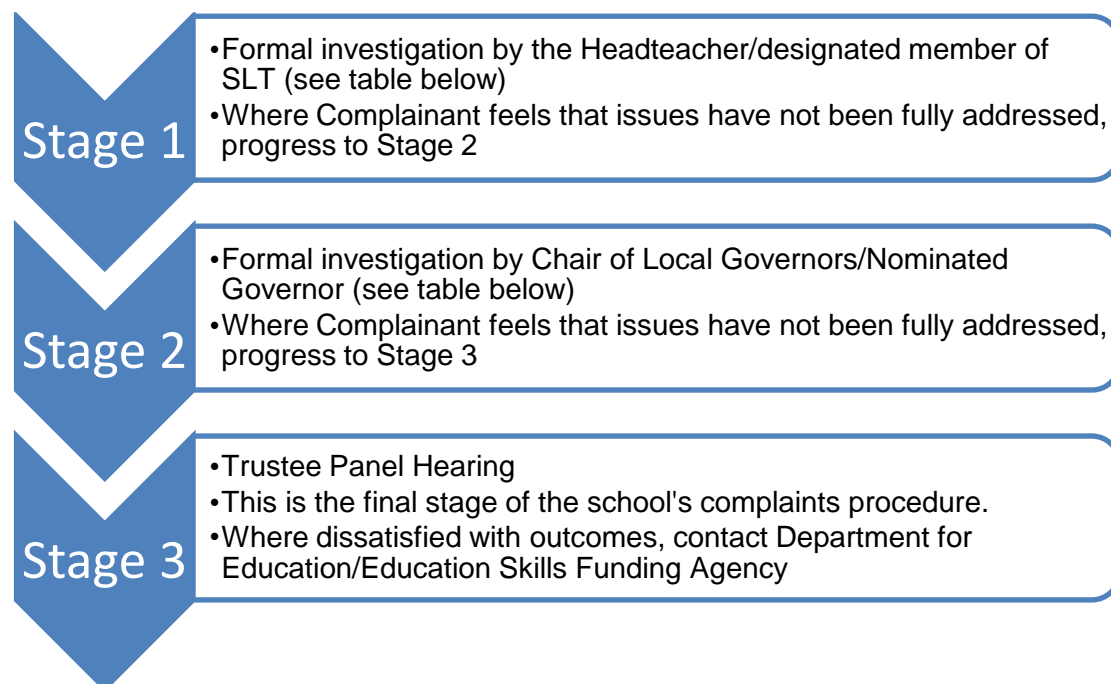 Stage 1
•Formal investigation by the Headteacher/designated member of
SLT (see table below)
•Where Complainant feels that issues have not been fully addressed,
progress to Stage 2
Stage 2
•Formal investigation by Chair of Local Governors/Nominated
Governor (see table below)
•Where Complainant feels that issues have not been fully addressed,
progress to Stage 3
Stage 3
•Trustee Panel Hearing
•This is the final stage of the school's complaints procedure.
•Where dissatisfied with outcomes, contact Department for
Education/Education Skills Funding Agency